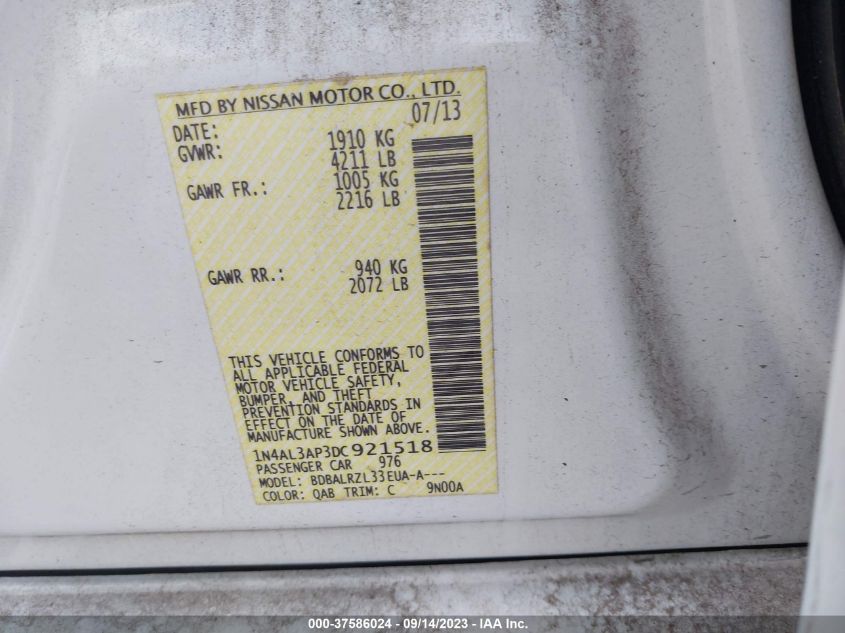 MFD BY NISSAN MOTOR CO., LTD.
DATE: 07/13
GVWR: 1910 KG
4211 LB
GAWR FR.: 1005 KG
2216 LB
GAWR RR.: 940 KG
2072 LB
THIS VEHICLE CONFORMS TO
ALL APPLICABLE FEDERAL
MOTOR VEHICLE SAFETY,
BUMPER, AND THEFT
PREVENTION STANDARDS IN
EFFECT ON THE DATE OF
MANUFACTURE SHOWN ABOVE.
1N4AL3AP3DC921518
PASSENGER CAR 976
MODEL: BDBALRZL33EUA-A---
COLOR: QAB TRIM: C 9N00A
000-37586024 - 09/14/2023 - IAA Inc.